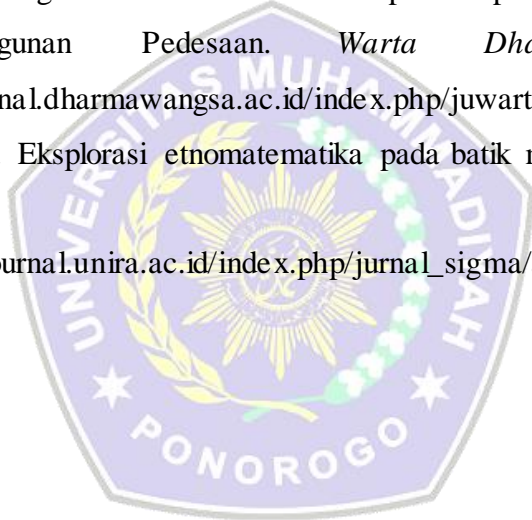 gunan Pedesaan. Warta Dha
nal.dharmawangsa.ac.id/index.php/juwart
Eksplorasi etnomatematika pada batik
urnal.unira.ac.id/index.php/jurnal_sigma/
UNIVERSITAS MUHAMMADIYAH
PONOROGO